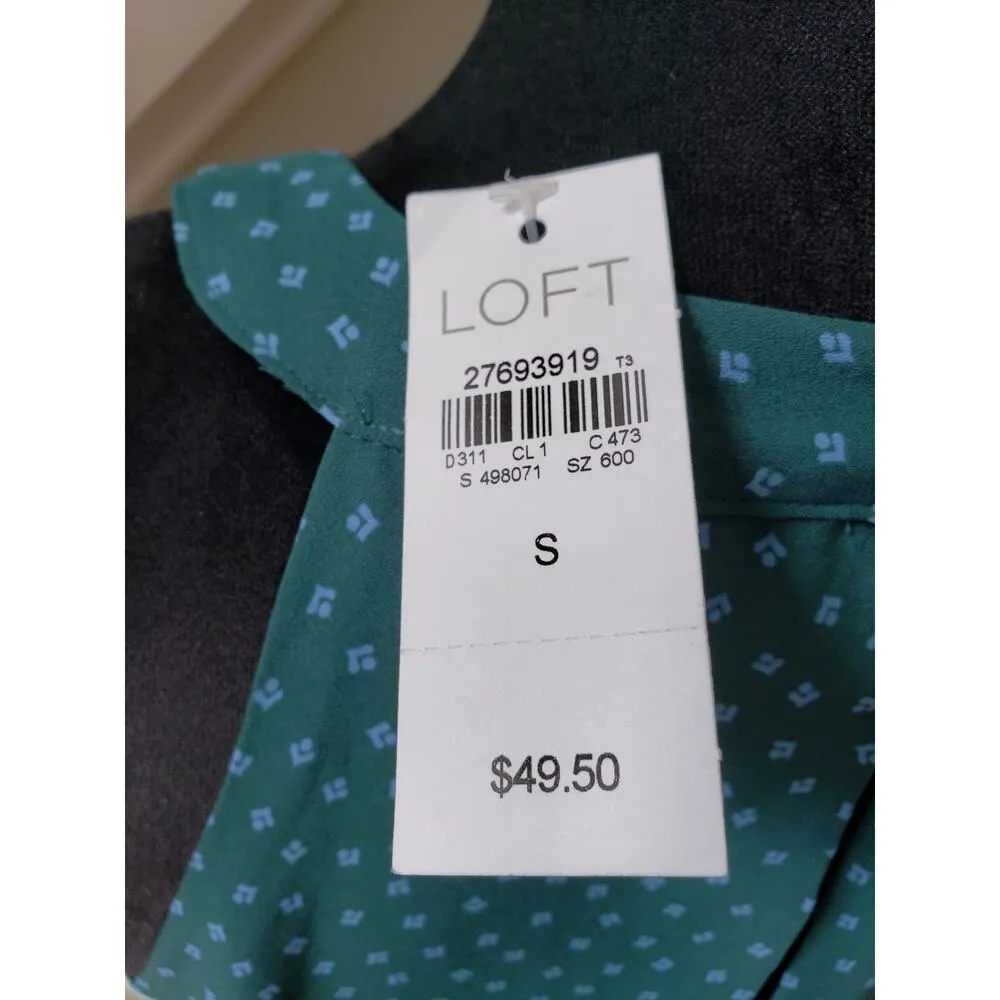 LOFT
27693919 T3
D311 CL 1 C 473
S 498071 SZ 600
S
$49.50